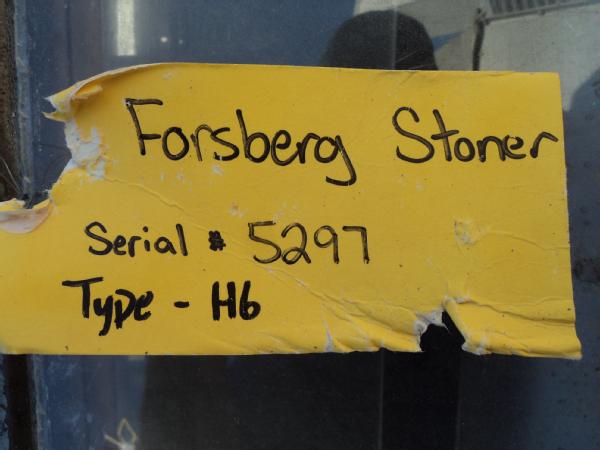 Forsberg Stoner
Serial # 5297
Type - H6